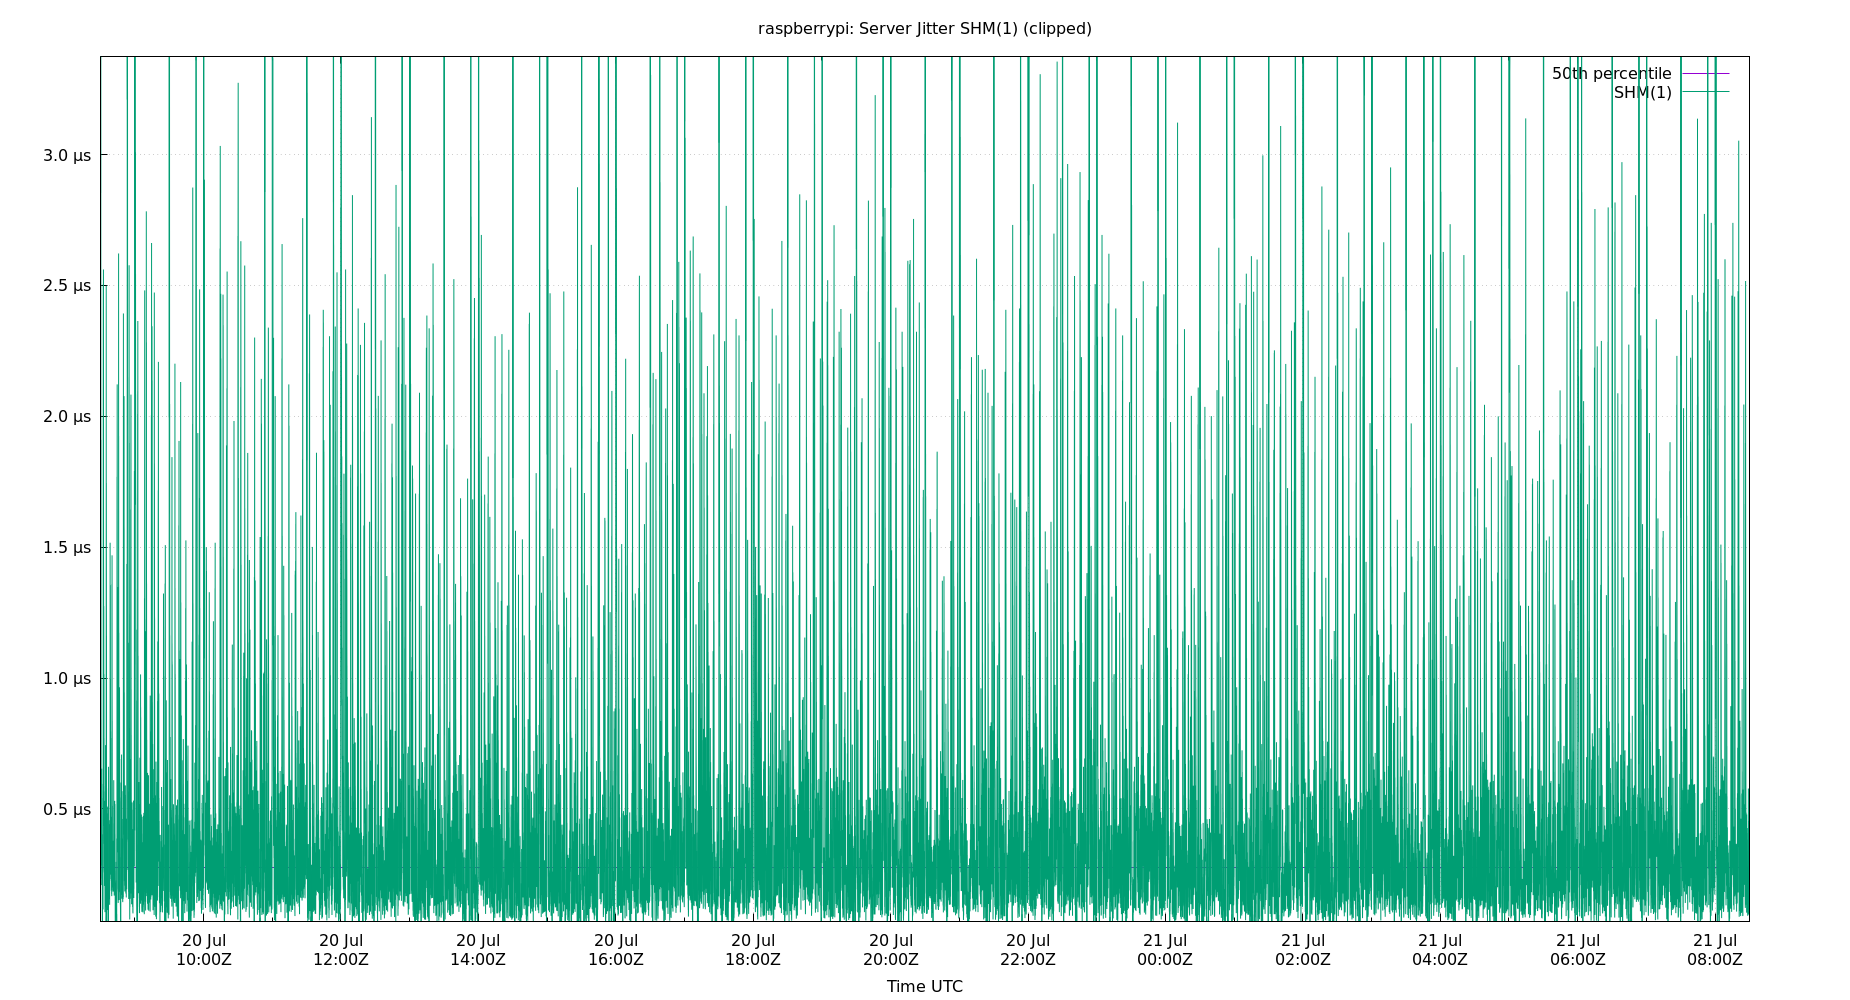 raspberrypi: Server Jitter SHM(1) (clipped)
50th percentile
SHM(1)
3.0 µs
2.5 µs
2.0 µs
1.5 µs
1.0 µs
0.5 µs
20 Jul 20 Jul 20 Jul 20 Jul 20 Jul 20 Jul 20 Jul 21 Jul 21 Jul 21 Jul 21 Jul 21 Jul
10:00Z 12:00Z 14:00Z 16:00Z 18:00Z 20:00Z 22:00Z 00:00Z 02:00Z 04:00Z 06:00Z 08:00Z
Time UTC